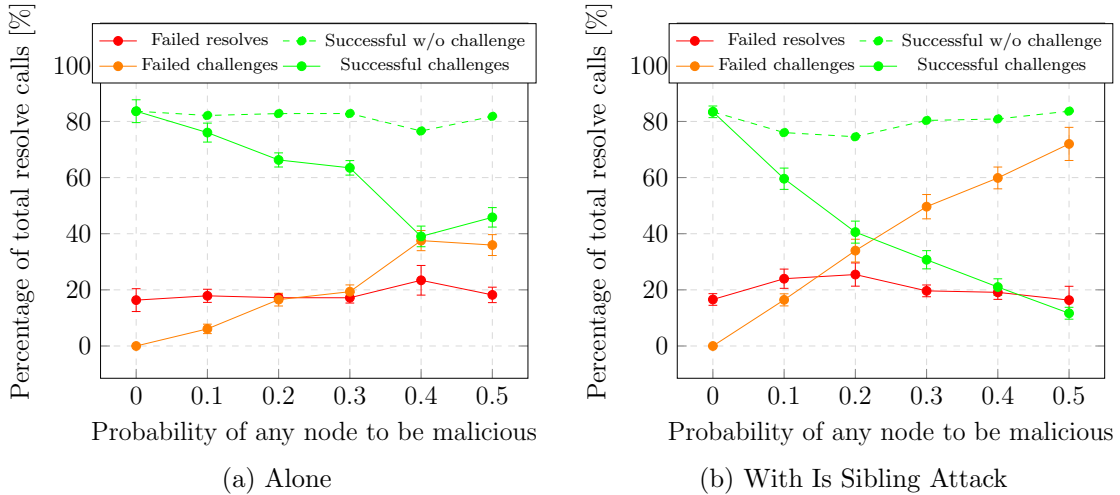 Percentage of total resolve calls [%]
Failed resolves
Successful w/o challenge
Failed challenges
Successful challenges
100
80
60
40
20
0
0 0.1 0.2 0.3 0.4 0.5
Probability of any node to be malicious
(a) Alone
Percentage of total resolve calls [%]
Failed resolves
Successful w/o challenge
Failed challenges
Successful challenges
100
80
60
40
20
0
0 0.1 0.2 0.3 0.4 0.5
Probability of any node to be malicious
(b) With Is Sibling Attack